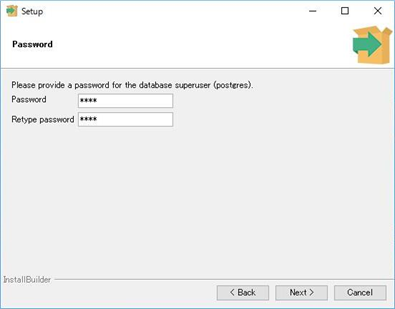 Setup
Password
Please provide a password for the database superuser (postgres).
Password ****
Retype password ****
InstallBuilder
< Back Next > Cancel